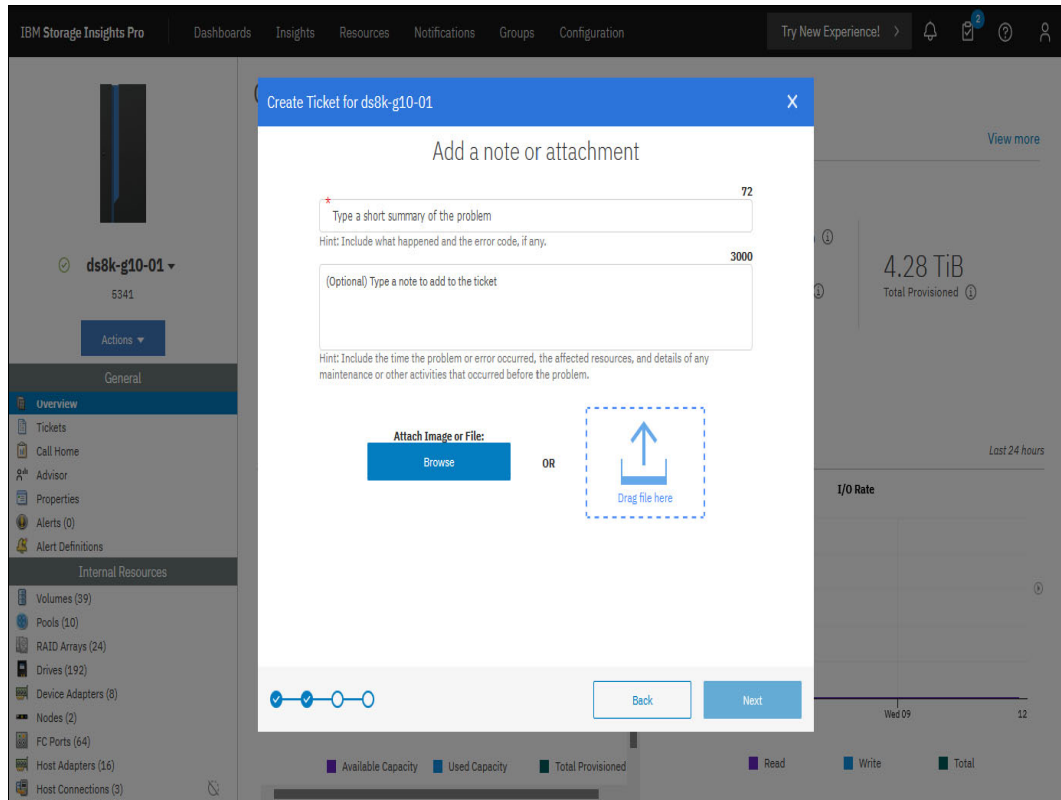 IBM Storage Insights Pro
Dashboards
Insights
Resources
Notifications
Groups
Configuration
Try New Experience!
2
Create Ticket for ds8k-g10-01
X
Add a note or attachment
72
* Type a short summary of the problem
Hint: Include what happened and the error code, if any.
3000
(Optional) Type a note to add to the ticket
Hint: Include the time the problem or error occurred, the affected resources, and details of any
maintenance or other activities that occurred before the problem.
Attach Image or File:
Browse
OR
Drag file here
Back
Next
ds8k-g10-01
5341
Actions
General
Overview
Tickets
Call Home
Advisor
Properties
Alerts (0)
Alert Definitions
Internal Resources
Volumes (39)
Pools (10)
RAID Arrays (24)
Drives (192)
Device Adapters (8)
Nodes (2)
FC Ports (64)
Host Adapters (16)
Host Connections (3)
View more
4.28 TiB
Total Provisioned
Last 24 hours
I/O Rate
Wed 09
12
Available Capacity
Used Capacity
Total Provisioned
Read
Write
Total